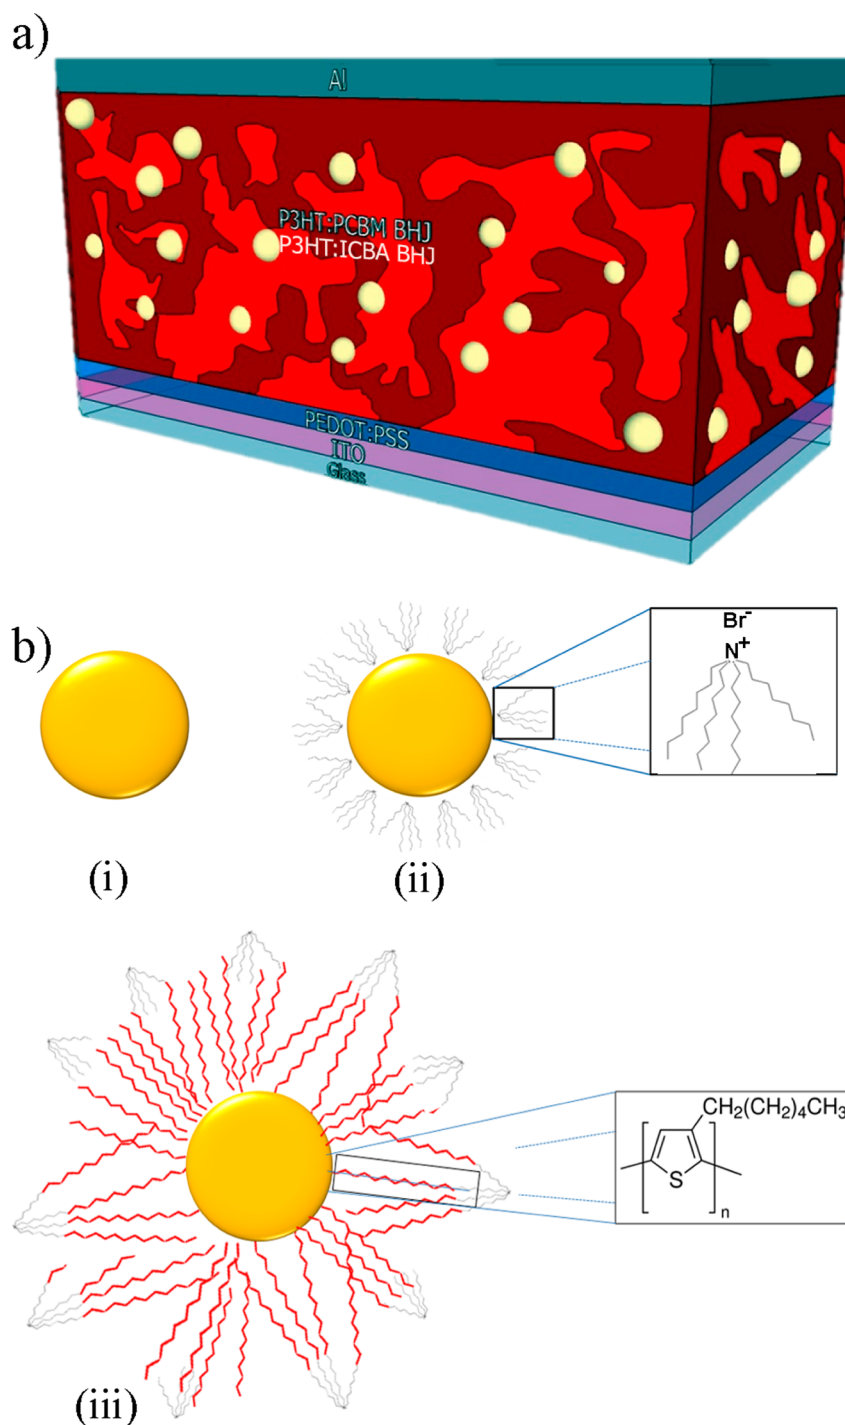 a)
Al
P3HT:PCBM BHJ
P3HT:ICBA BHJ
PEDOT:PSS
ITO
Glass
b)
Br-
N+
(i)
(ii)
CH2(CH2)4CH3
S
n
(iii)